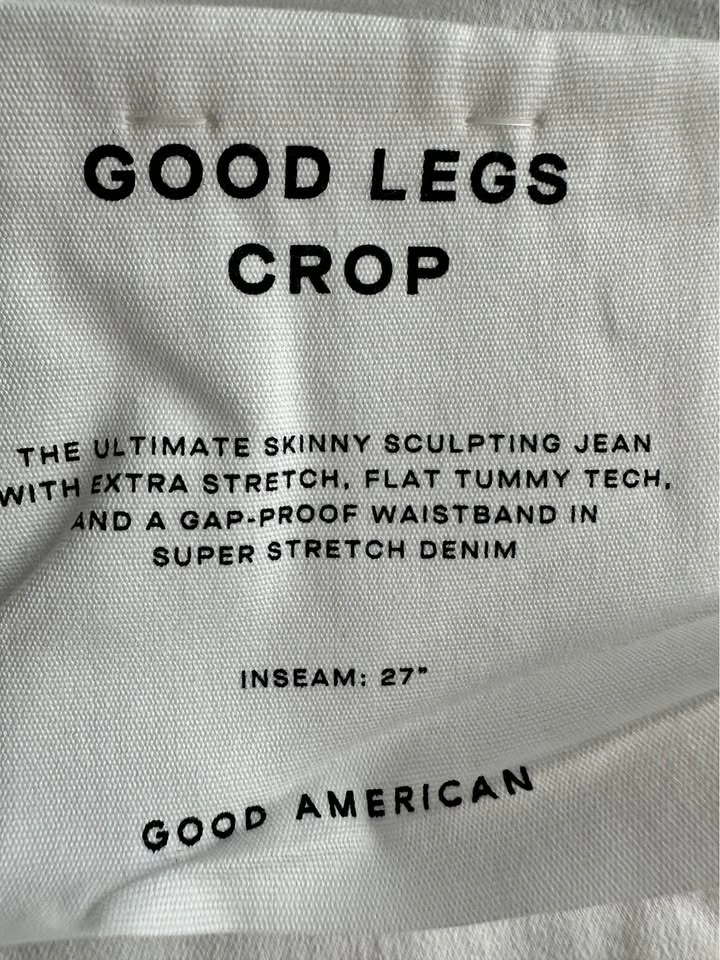 GOOD LEGS
CROP
THE ULTIMATE SKINNY SCULPTING JEAN
WITH EXTRA STRETCH, FLAT TUMMY TECH,
AND A GAP-PROOF WAISTBAND IN
SUPER STRETCH DENIM
INSEAM: 27”
GOOD AMERICAN